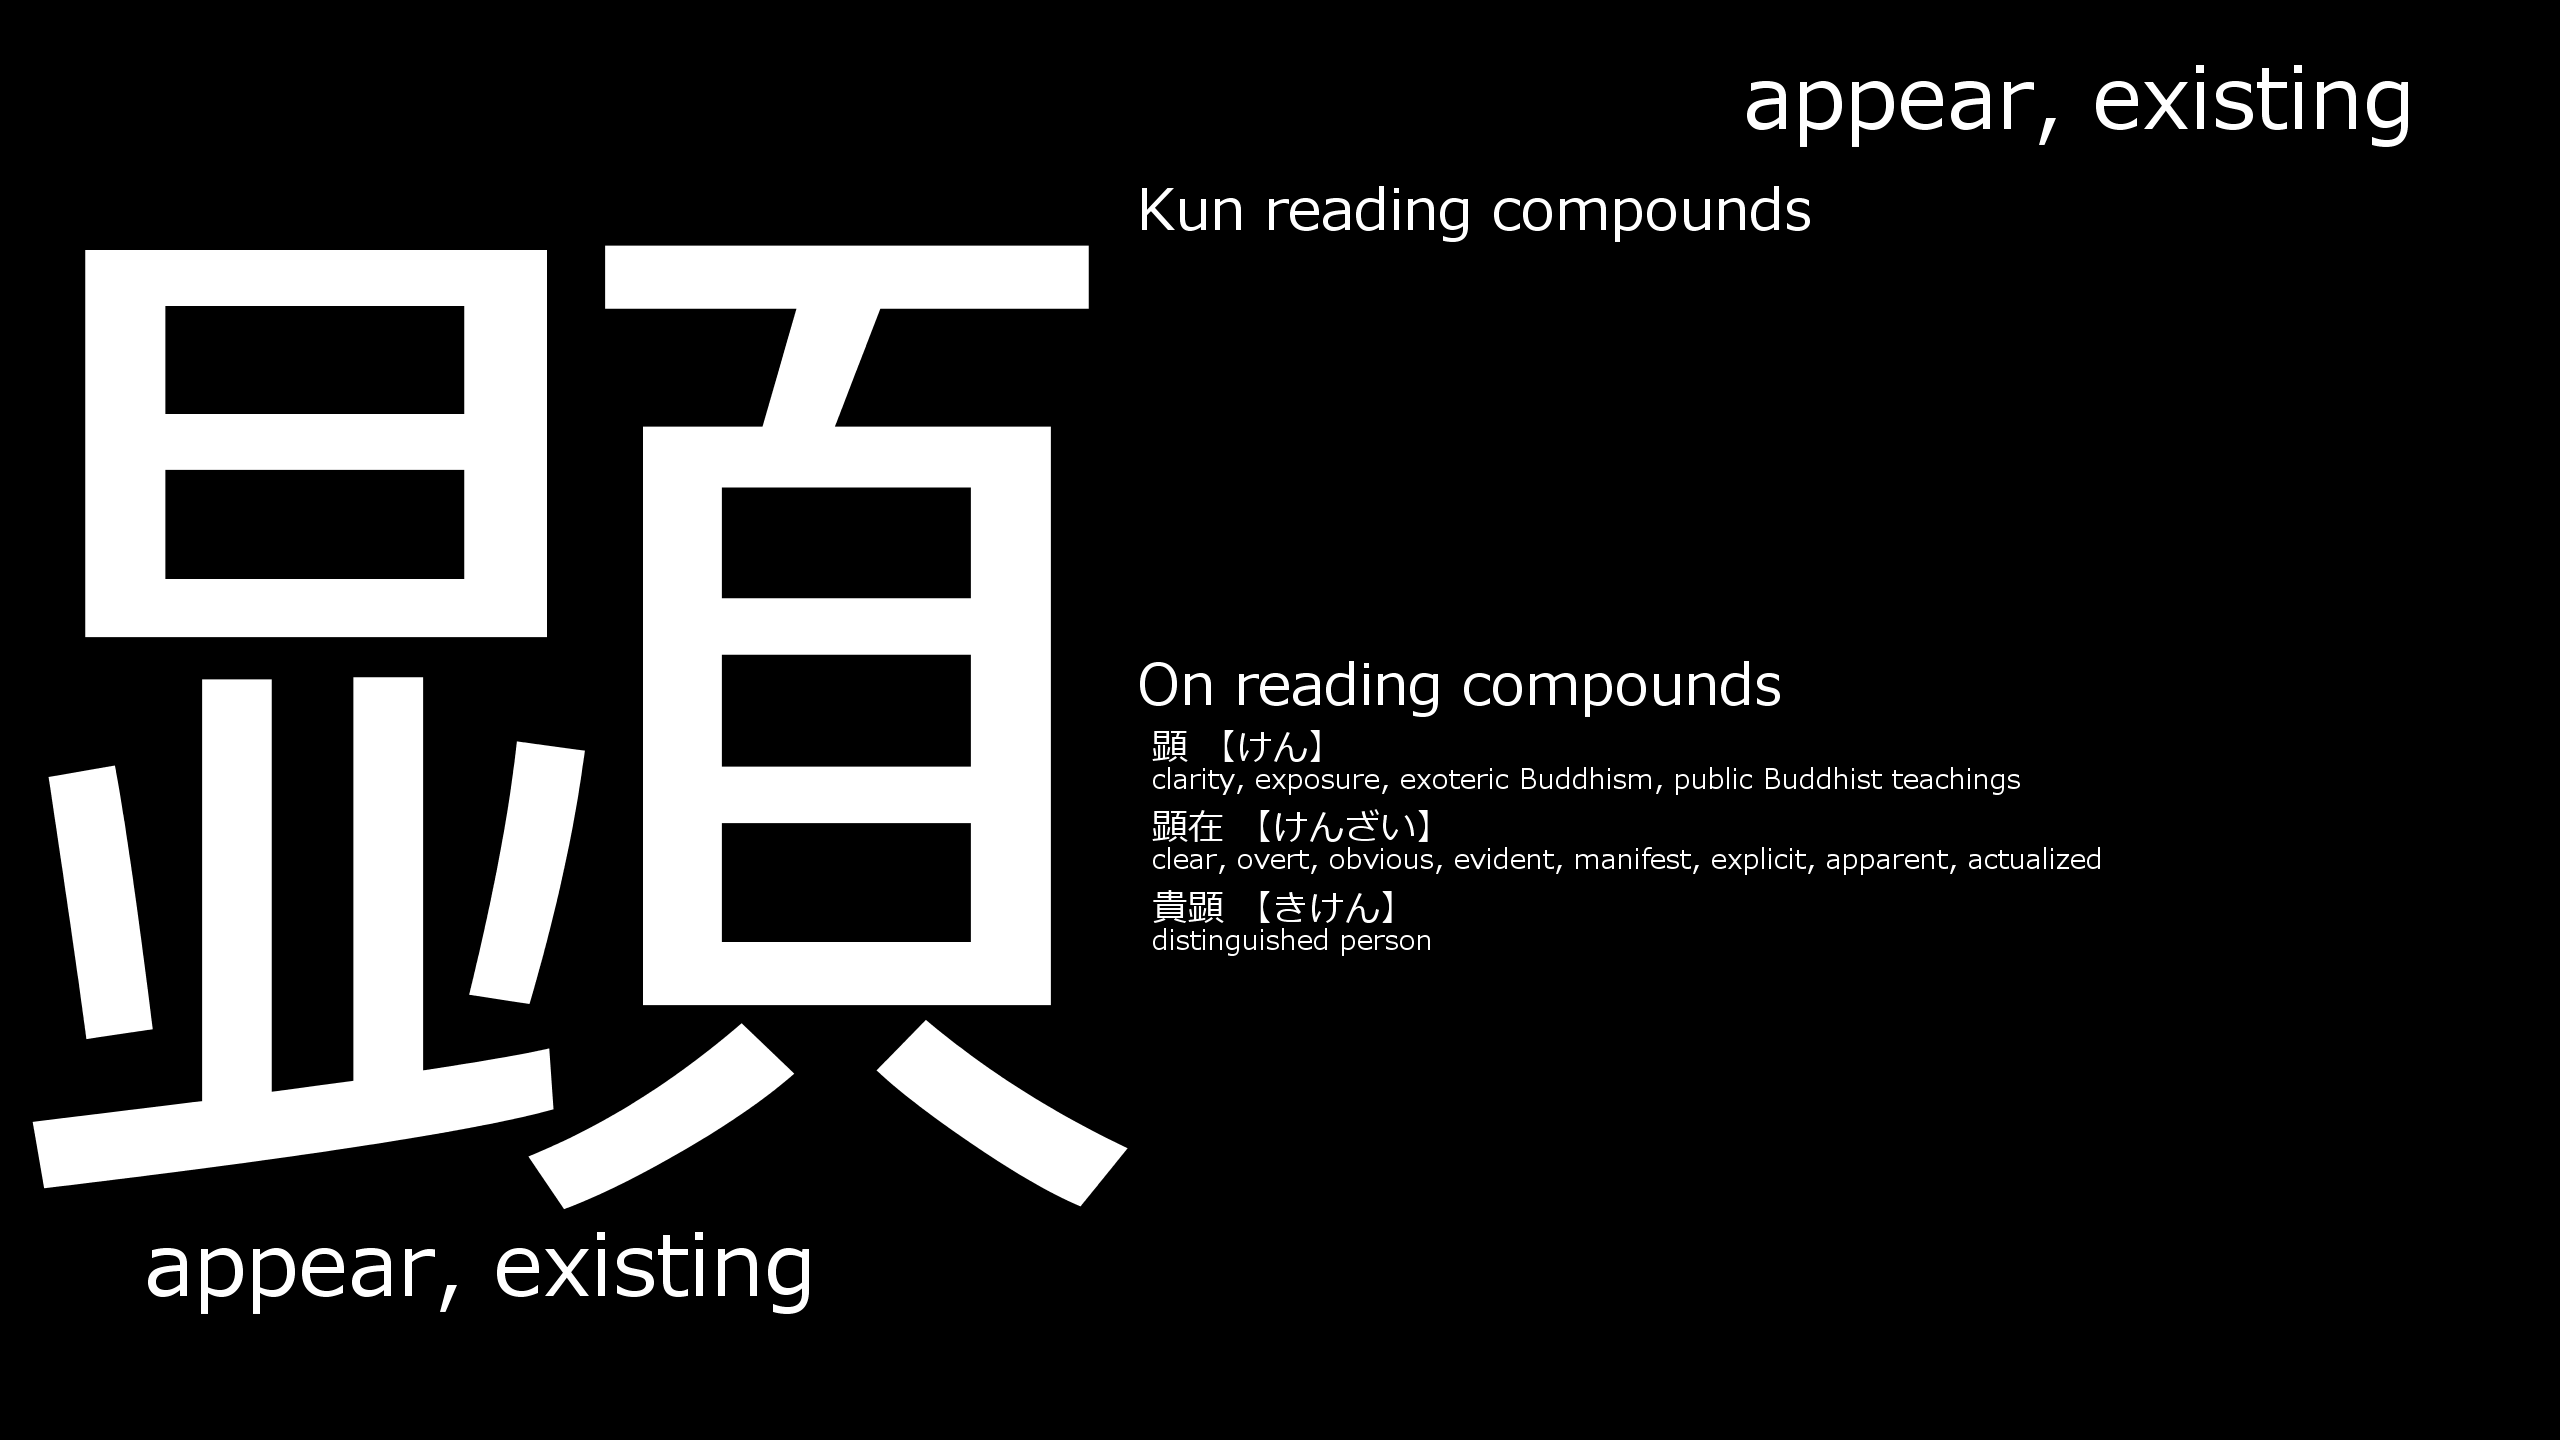 appear, existing
Kun reading compounds
顕
On reading compounds
顕 【けん】
clarity, exposure, exoteric Buddhism, public Buddhist teachings
顕在 【けんざい】
clear, overt, obvious, evident, manifest, explicit, apparent, actualized
貴顕 【きけん】
distinguished person
appear, existing